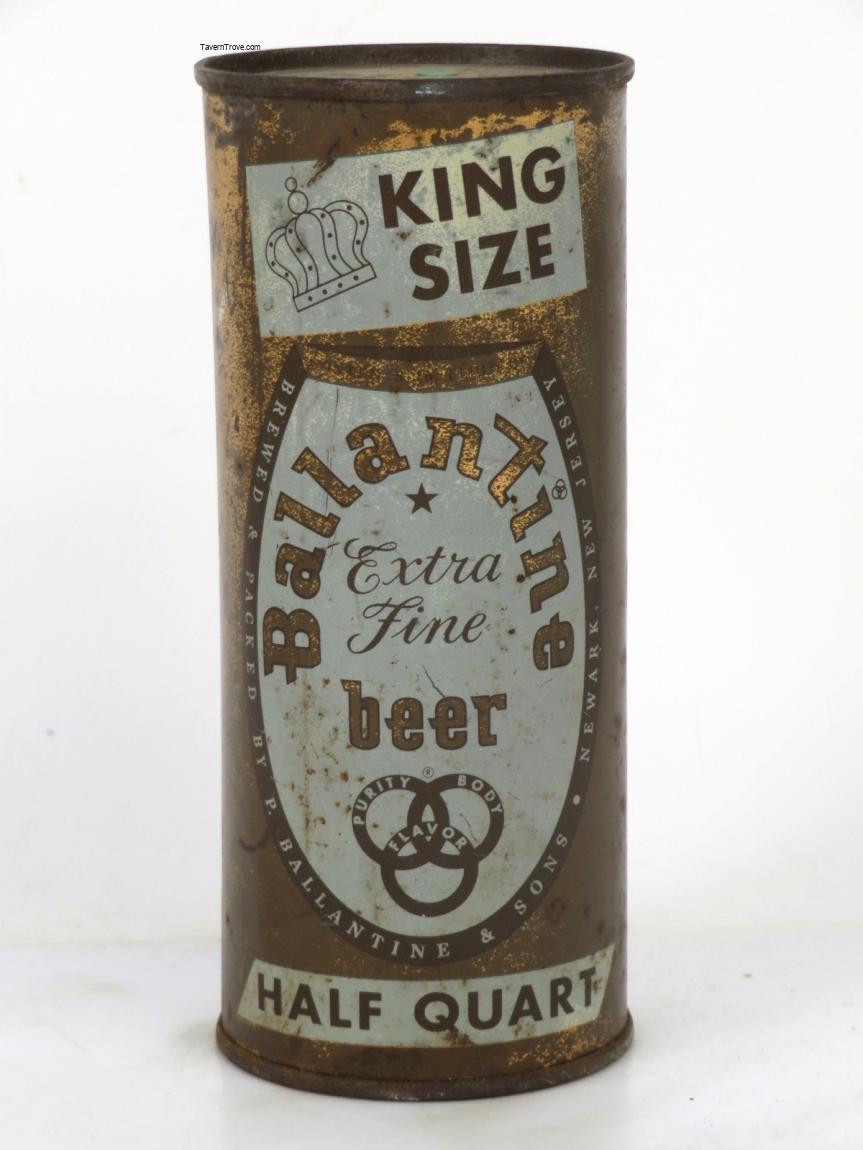 TavernTrove.com
KING
SIZE
Ballantine
Extra
Fine
beer
®
PURITY BODY
FLAVOR
BREWED & PACKED BY P. BALLANTINE & SONS • NEWARK, NEW JERSEY
HALF QUART